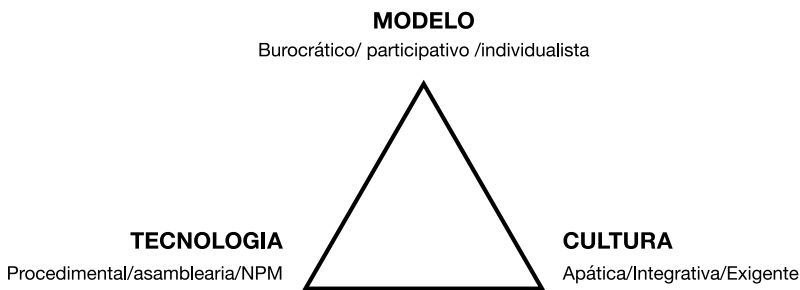 MODELO
Burocrático/ participativo /individualista
TECNOLOGIA
Procedimental/asamblearia/NPM
CULTURA
Apática/Integrativa/Exigente